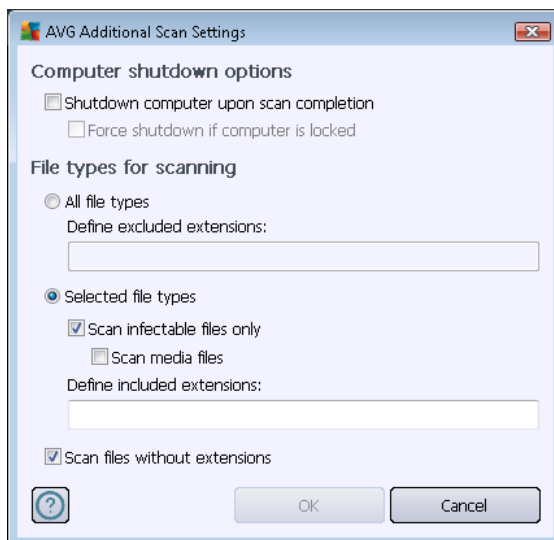 AVG Additional Scan Settings
Computer shutdown options
Shutdown computer upon scan completion
Force shutdown if computer is locked
File types for scanning
All file types
Define excluded extensions:
Selected file types
Scan infectable files only
Scan media files
Define included extensions:
Scan files without extensions
?
OK
Cancel